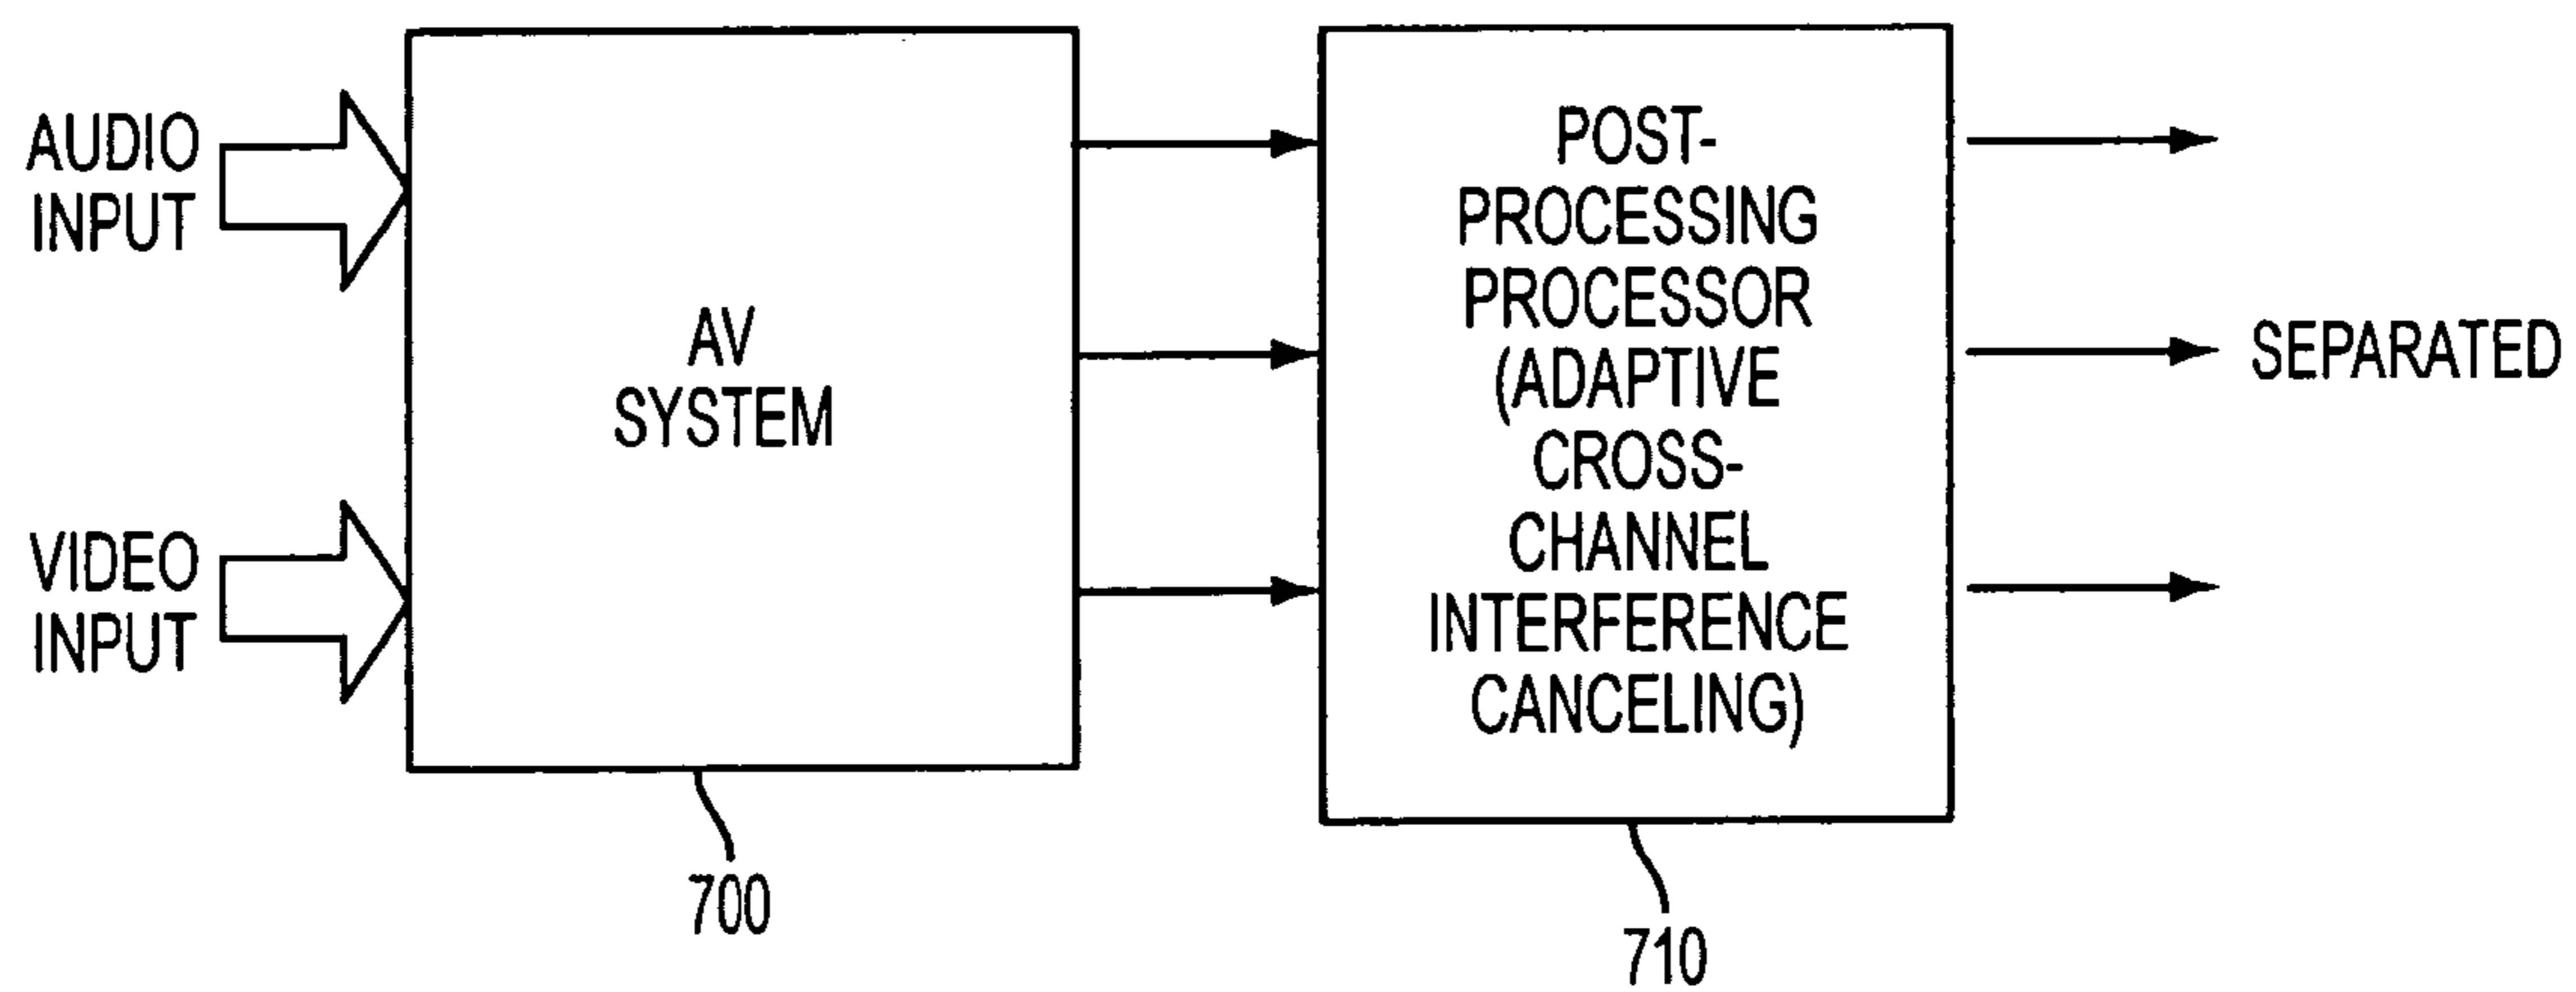 AUDIO
INPUT
VIDEO
INPUT
AV
SYSTEM
700
POST-
PROCESSING
PROCESSOR
(ADAPTIVE
CROSS-
CHANNEL
INTERFERENCE
CANCELING)
710
SEPARATED